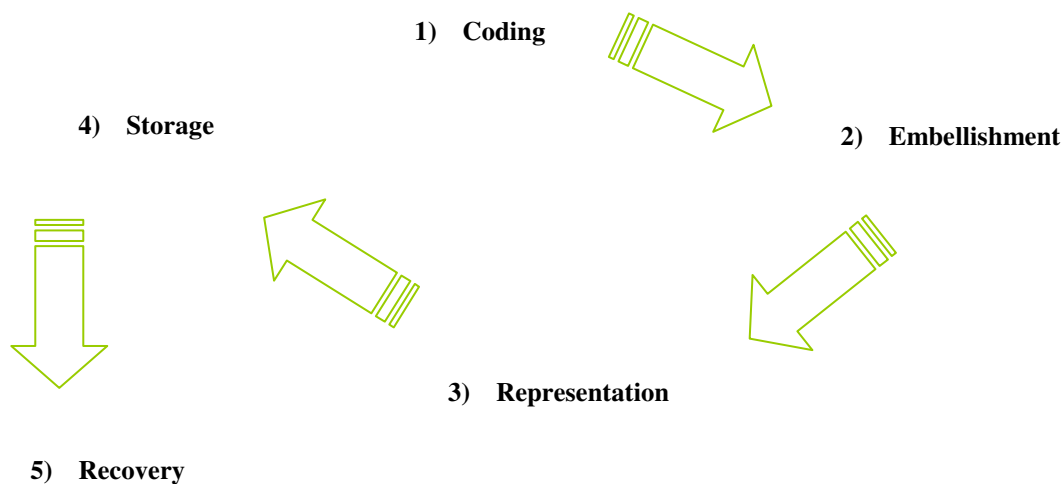 1) Coding
2) Embellishment
3) Representation
4) Storage
5) Recovery